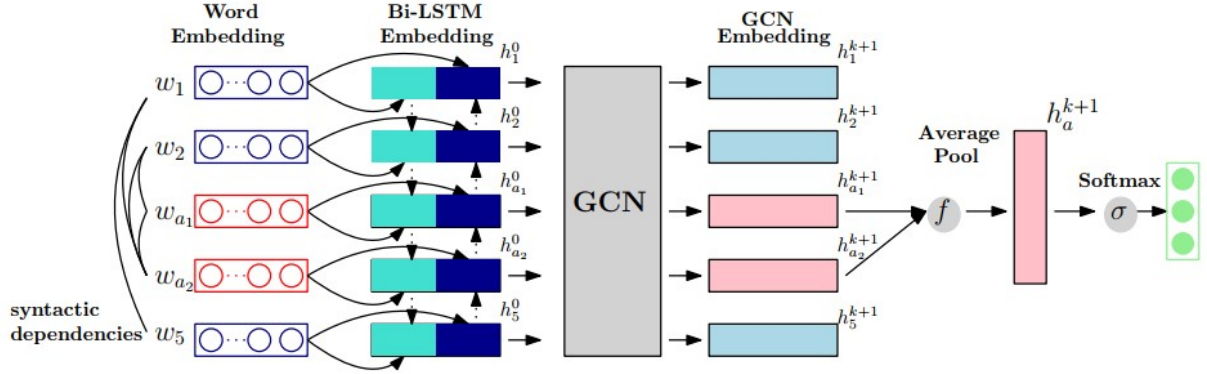 Word
Embedding
Bi-LSTM
Embedding
GCN
Embedding
w_1
h_1^0
h_1^{k+1}
w_2
h_2^0
h_2^{k+1}
Average
Pool
h_a^{k+1}
w_{a_1}
h_{a_1}^0
GCN
h_{a_1}^{k+1}
f
Softmax
σ
w_{a_2}
h_{a_2}^0
h_{a_2}^{k+1}
syntactic
dependencies
w_5
h_5^0
h_5^{k+1}